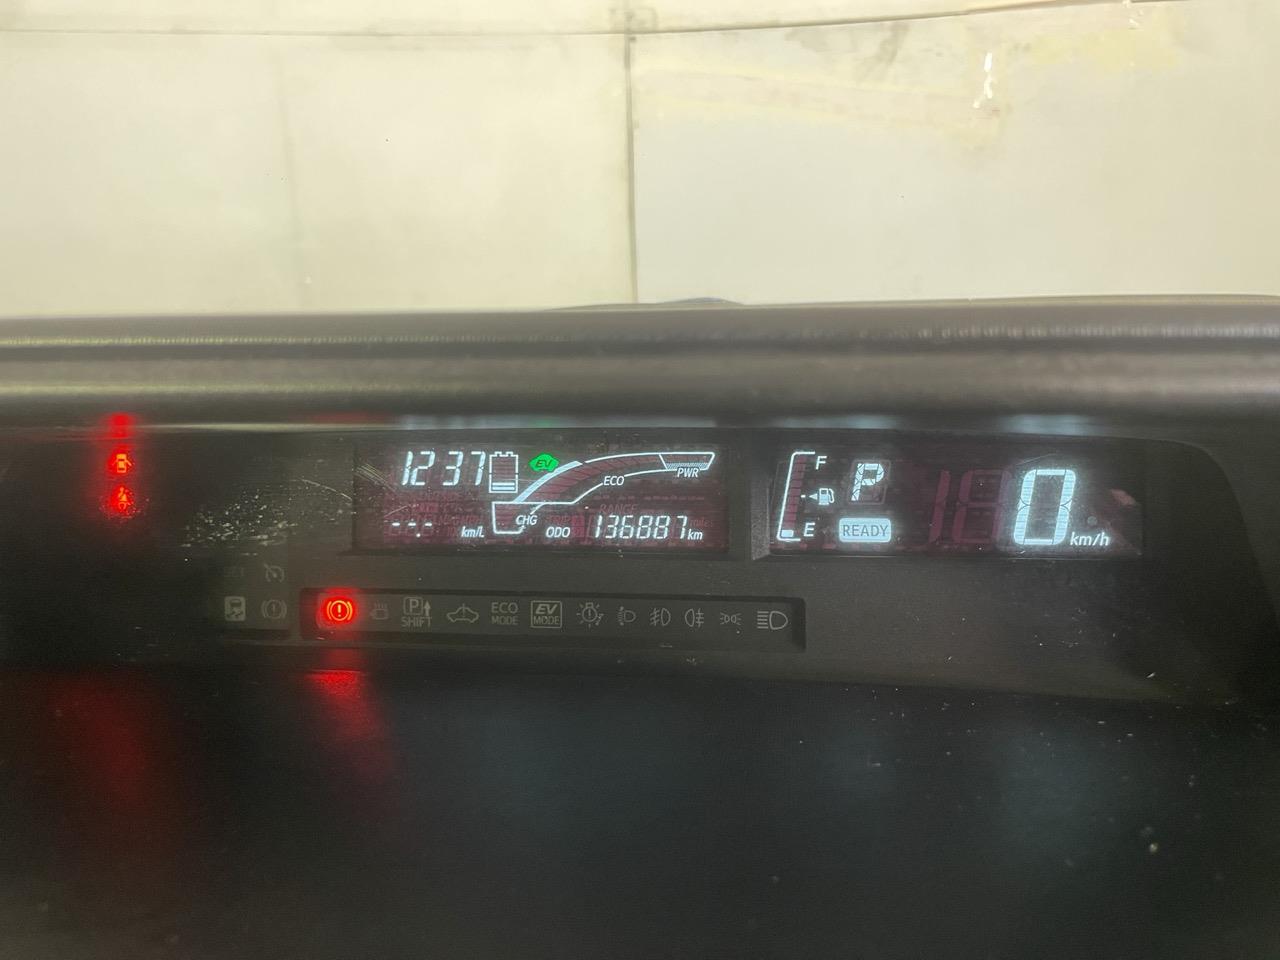 12 37
EV
ECO
PWR
CHG
-- . - km/L
ODO 136887 km
F
P
E
READY
0 km/h
P
SHIFT
ECO
MODE
EV
MODE